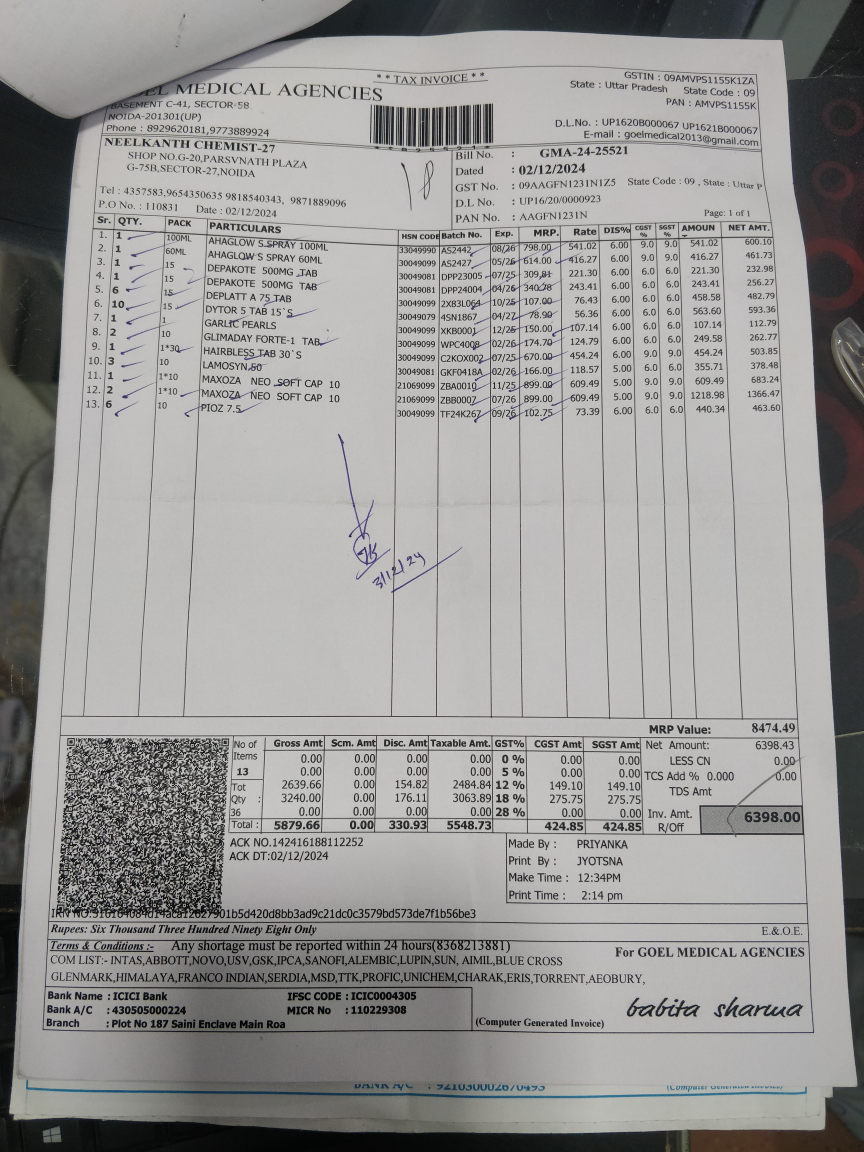 ** TAX INVOICE **
GOEL MEDICAL AGENCIES
BASEMENT C-41, SECTOR-58
NOIDA-201301(UP)
Phone : 8929620181,9773889924
GSTIN : 09AMVPS1155K1ZA
State : Uttar Pradesh State Code : 09
PAN : AMVPS1155K
D.L.No. : UP1620B000067 UP1621B000067
E-mail : goelmedical2013@gmail.com
NEELKANTH CHEMIST-27
SHOP NO.G-20,PARSVNATH PLAZA
G-75B,SECTOR-27,NOIDA
Tel : 4357583,9654350635 9818540343, 9871889096
P.O No. : 110831 Date : 02/12/2024
18
Bill No. : GMA-24-25521
Dated : 02/12/2024
GST No. : 09AAGFN1231N1Z5 State Code : 09 , State : Uttar P
D.L No. : UP16/20/0000923
PAN No. : AAGFN1231N
Page: 1 of 1
Sr. QTY. PACK PARTICULARS HSN CODE Batch No. Exp. MRP. Rate DIS% CGST % SGST % AMOUN NET AMT.
1. 1 100ML AHAGLOW S SPRAY 100ML 33049990 AS2442 08/26 798.00 541.02 6.00 9.0 9.0 541.02 600.10
2. 1 60ML AHAGLOW S SPRAY 60ML 30049099 AS2427 05/26 614.00 416.27 6.00 9.0 9.0 416.27 461.73
3. 1 15 DEPAKOTE 500MG TAB 30049081 DPP23005 07/25 309.81 221.30 6.00 6.0 6.0 221.30 232.98
4. 1 15 DEPAKOTE 500MG TAB 30049081 DPP24004 04/26 340.78 243.41 6.00 6.0 6.0 243.41 256.27
5. 6 15 DEPLATT A 75 TAB 30049099 2X83L064 10/25 107.00 76.43 6.00 6.0 6.0 458.58 482.79
6. 10 15 DYTOR 5 TAB 15`S 30049079 4SN1867 04/27 78.90 56.36 6.00 6.0 6.0 563.60 593.36
7. 1 1 GARLIC PEARLS 30049099 XKB0001 12/26 150.00 107.14 6.00 6.0 6.0 107.14 112.79
8. 2 10 GLIMADAY FORTE-1 TAB 30049099 WPC4008 02/26 174.70 124.79 6.00 6.0 6.0 249.58 262.77
9. 1 1*30 HAIRBLESS TAB 30`S 30049099 C2KOX002 07/25 670.00 454.24 6.00 9.0 9.0 454.24 503.85
10. 3 10 LAMOSYN 50 30049081 GKF0418A 02/26 166.00 118.57 5.00 6.0 6.0 355.71 378.48
11. 1 1*10 MAXOZA NEO SOFT CAP 10 21069099 ZBA0010 11/25 899.00 609.49 5.00 9.0 9.0 609.49 683.24
12. 2 1*10 MAXOZA NEO SOFT CAP 10 21069099 ZBB0007 07/26 899.00 609.49 5.00 9.0 9.0 1218.98 1366.47
13. 6 10 PIOZ 7.5 30049099 TF24K267 09/26 102.75 73.39 6.00 6.0 6.0 440.34 463.60
3/12/24
MRP Value: 8474.49
No of Items 13 Tot Qty : 36
Gross Amt Scm. Amt Disc. Amt Taxable Amt. GST% CGST Amt SGST Amt
0.00 0.00 0.00 0.00 0 % 0.00 0.00
0.00 0.00 0.00 0.00 5 % 0.00 0.00
2639.66 0.00 154.82 2484.84 12 % 149.10 149.10
3240.00 0.00 176.11 3063.89 18 % 275.75 275.75
0.00 0.00 0.00 0.00 28 % 0.00 0.00
Total : 5879.66 0.00 330.93 5548.73 424.85 424.85
Net Amount: 6398.43
LESS CN 0.00
TCS Add % 0.000 0.00
TDS Amt
Inv. Amt. 6398.00
R/Off
ACK NO.142416188112252
ACK DT:02/12/2024
Made By : PRIYANKA
Print By : JYOTSNA
Make Time : 12:34PM
Print Time : 2:14 pm
Rupees: Six Thousand Three Hundred Ninety Eight Only
E.& O.E.
Terms & Conditions :- Any shortage must be reported within 24 hours(8368213881)
COM LIST:- INTAS,ABBOTT,NOVO,USV,GSK,IPCA,SANOFI,ALEMBIC,LUPIN,SUN, AIMIL,BLUE CROSS
GLENMARK,HIMALAYA,FRANCO INDIAN,SERDIA,MSD,TTK,PROFIC,UNICHEM,CHARAK,ERIS,TORRENT,AEOBURY,
For GOEL MEDICAL AGENCIES
Bank Name : ICICI Bank IFSC CODE : ICIC0004305
Bank A/C : 430505000224 MICR No : 110229308
Branch : Plot No 187 Saini Enclave Main Roa
(Computer Generated Invoice)
babita sharma